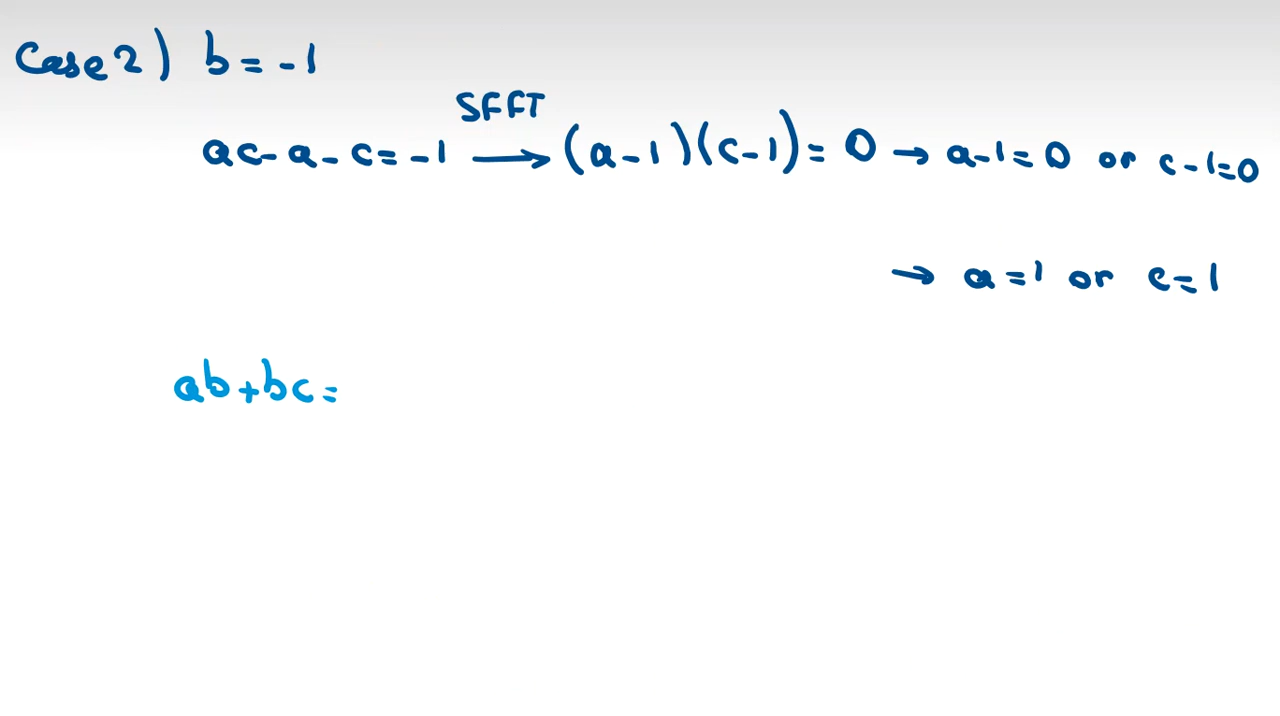 Case 2) b = -1
SFFT
ac - a - c = -1 → (a-1)(c-1) = 0 → a-1 = 0 or c-1=0
→ a=1 or c=1
ab+bc=